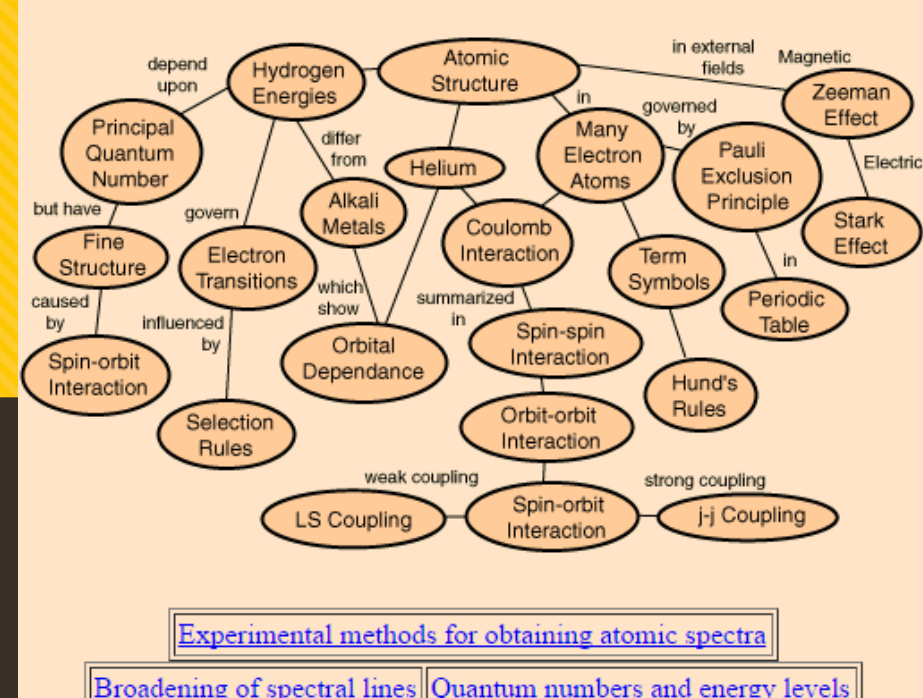 Atomic
Structure
in external
fields
Magnetic
depend
upon
Hydrogen
Energies
Zeeman
Effect
in
governed
by
Principal
Quantum
Number
differ
from
Helium
Many
Electron
Atoms
Pauli
Exclusion
Principle
Electric
but have
govern
Alkali
Metals
Coulomb
Interaction
Stark
Effect
Fine
Structure
Electron
Transitions
Term
Symbols
in
caused
by
which
show
summarized
in
Periodic
Table
influenced
by
Spin-orbit
Interaction
Orbital
Dependance
Spin-spin
Interaction
Hund's
Rules
Selection
Rules
Orbit-orbit
Interaction
weak coupling
strong coupling
LS Coupling
Spin-orbit
Interaction
j-j Coupling
Experimental methods for obtaining atomic spectra
Broadening of spectral lines
Quantum numbers and energy levels